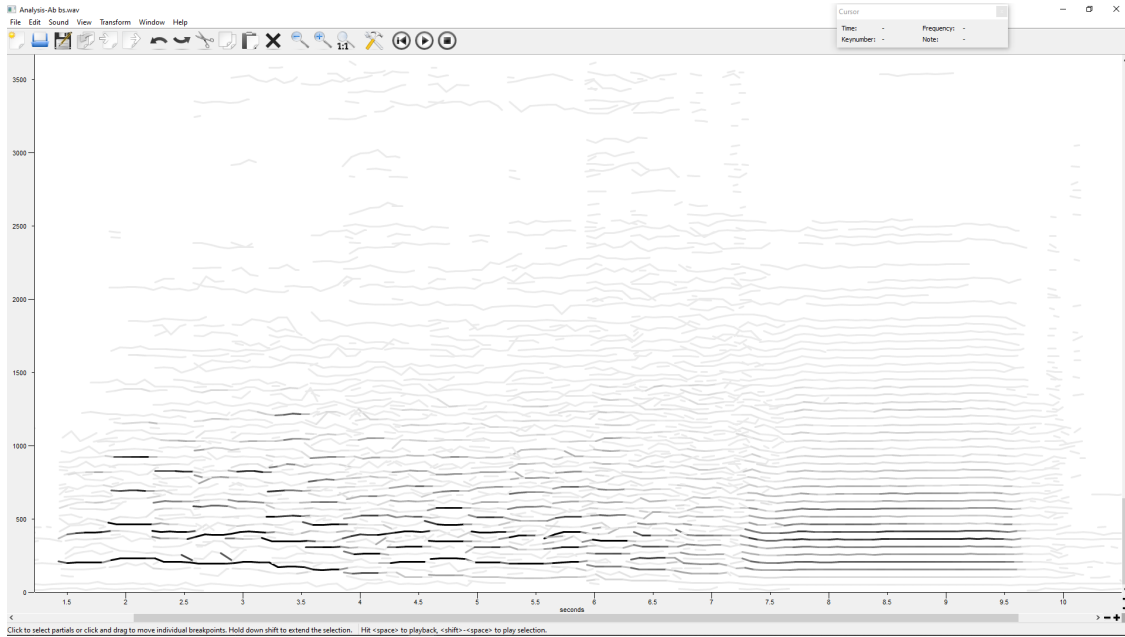 Analysis-Ab bs.wav
File Edit Sound View Transform Window Help
1:1
Cursor
Time: - Frequency: -
Keynumber: - Note: -
3500
3000
2500
2000
1500
1000
500
0
1.5 2 2.5 3 3.5 4 4.5 5 5.5 6 6.5 7 7.5 8 8.5 9 9.5 10
seconds
Click to select partials or click and drag to move individual breakpoints. Hold down shift to extend the selection. Hit <space> to playback, <shift>-<space> to play selection.